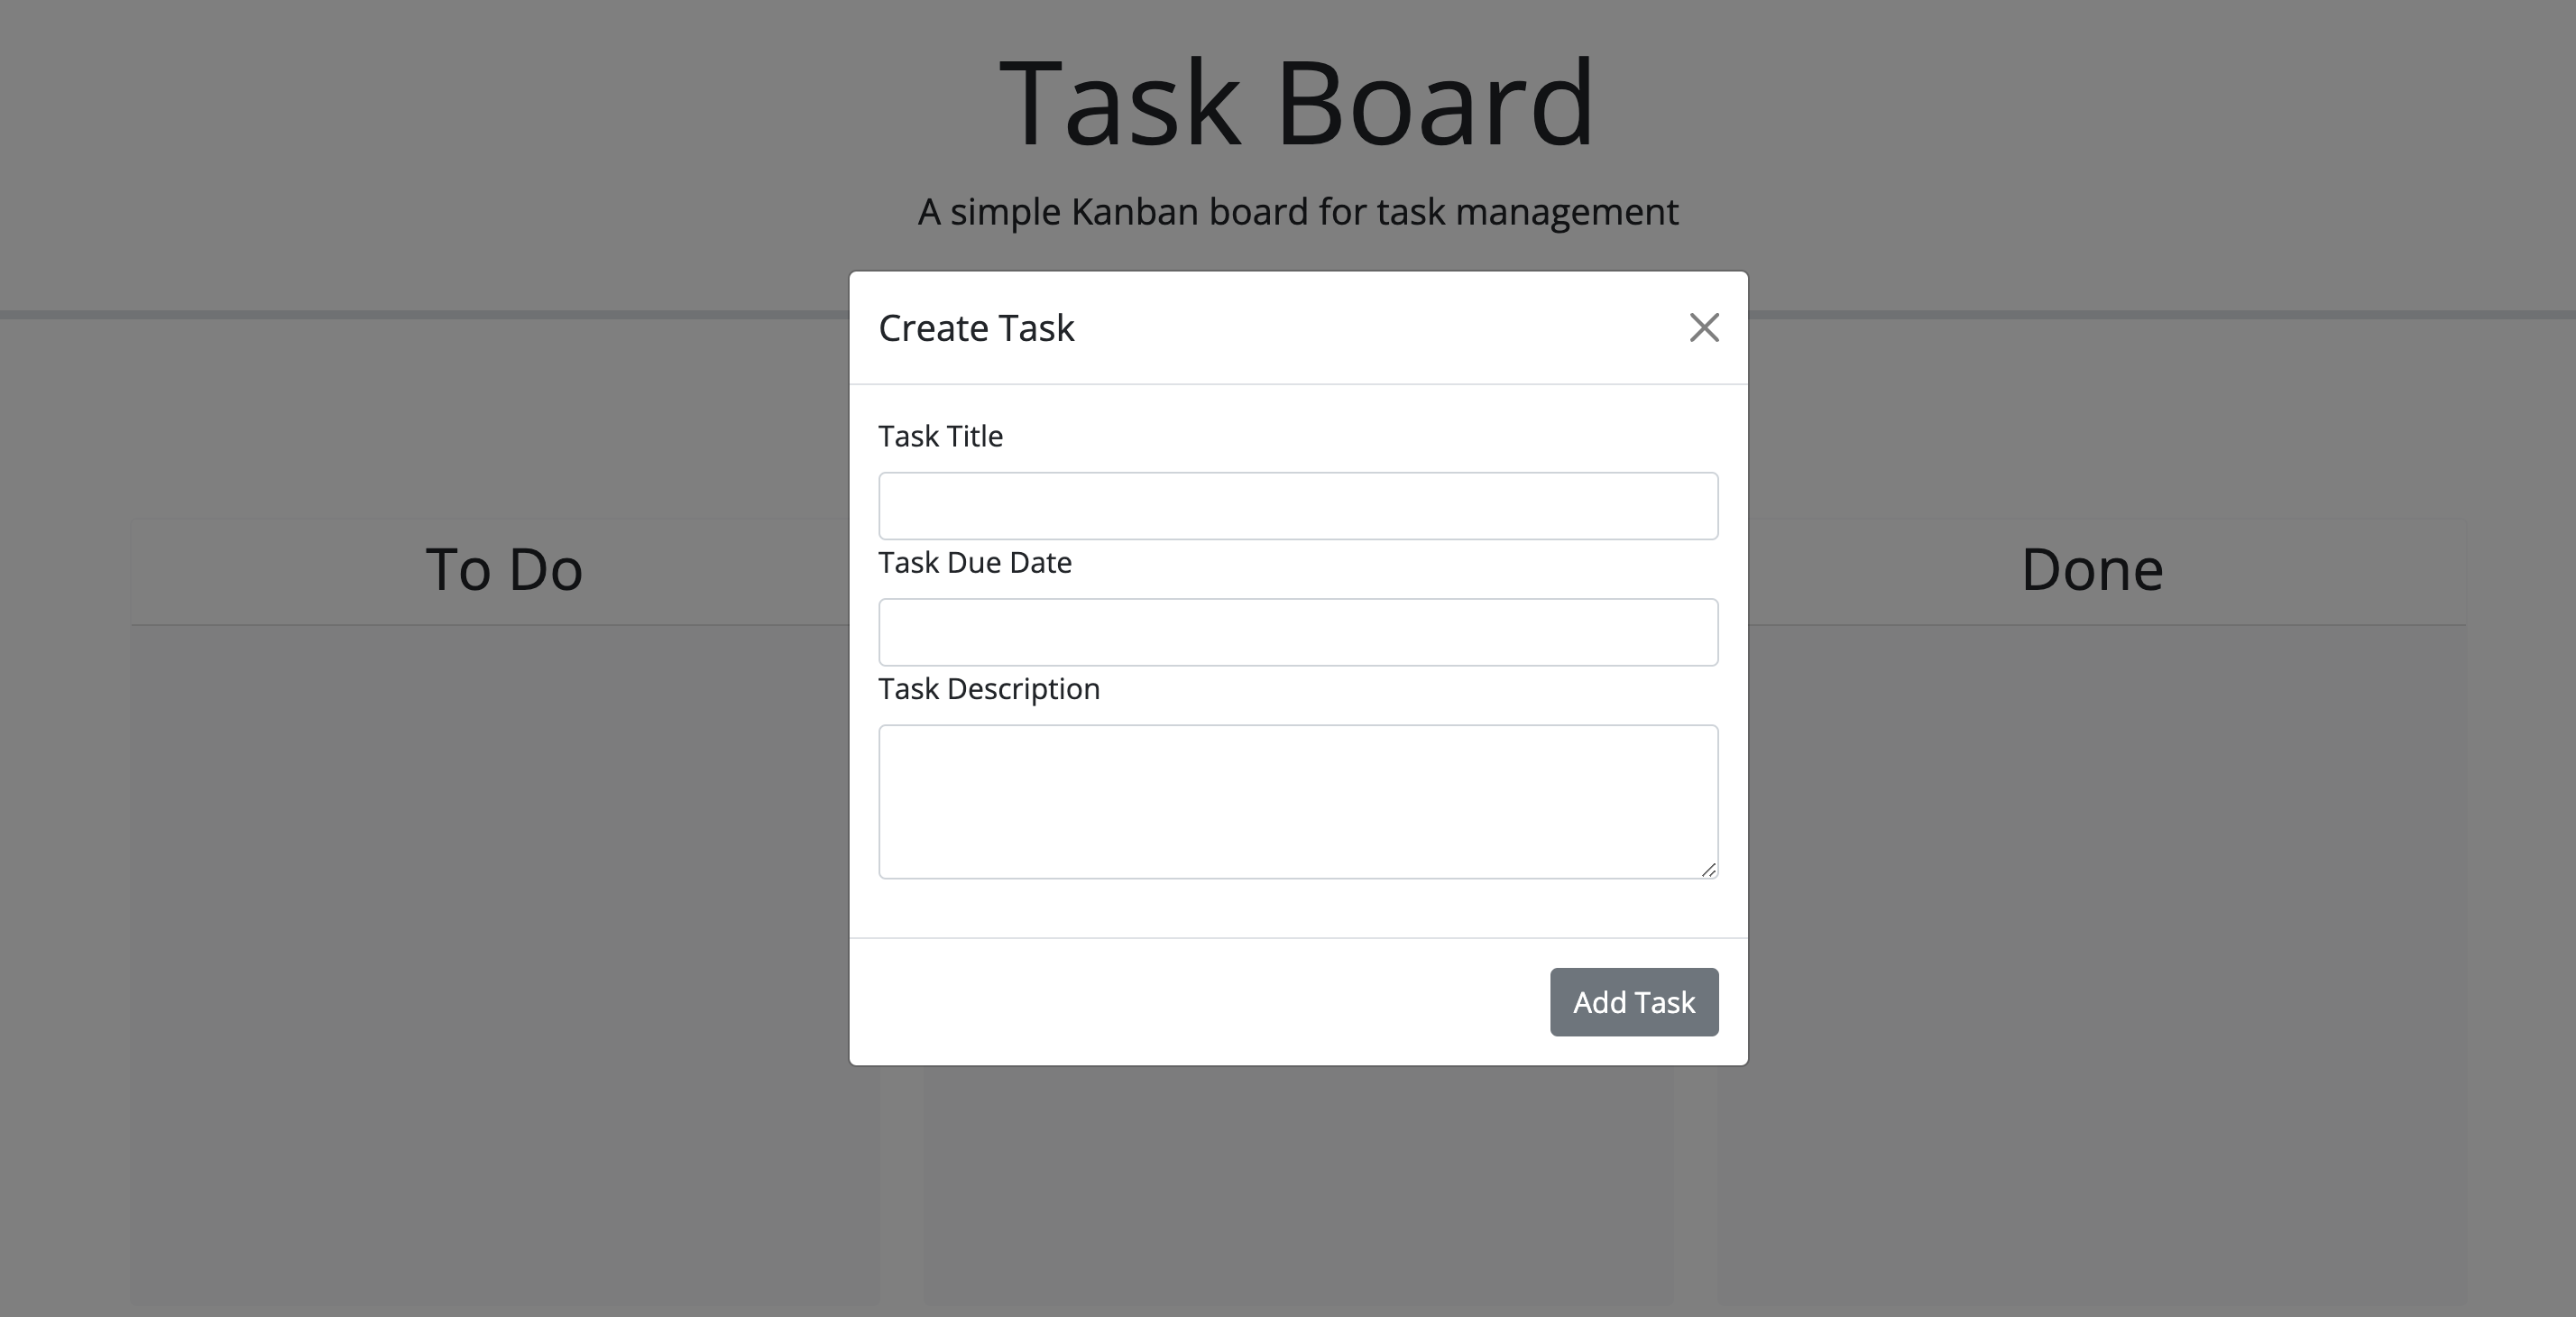 Task Board
A simple Kanban board for task management
Create Task
Task Title
Task Due Date
Task Description
Add Task
To Do
Done